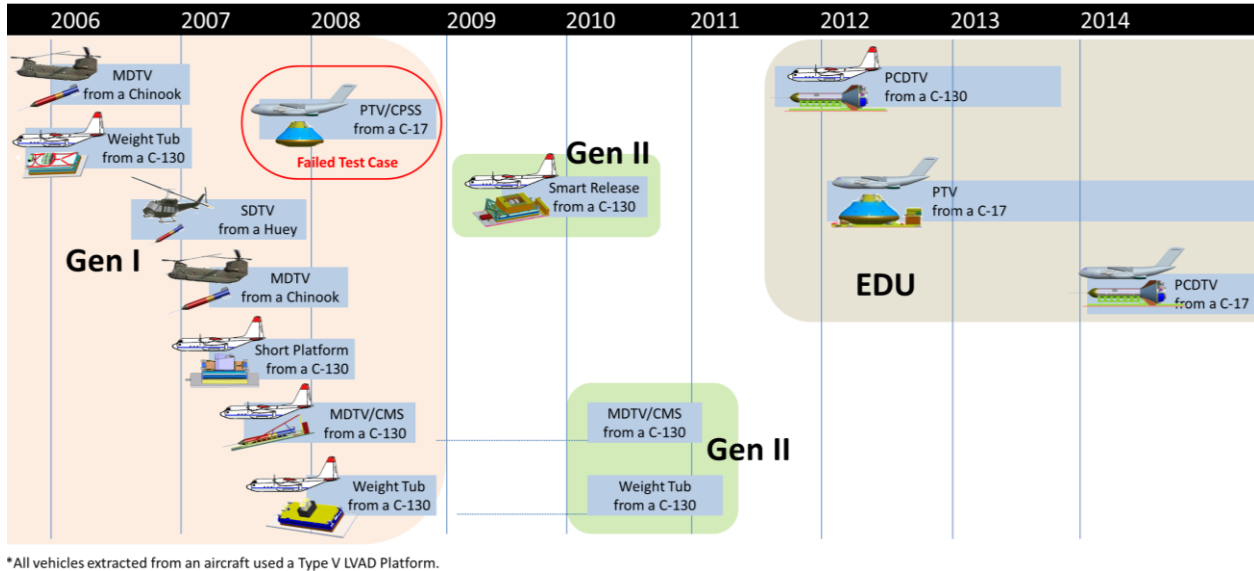 2006 2007 2008 2009 2010 2011 2012 2013 2014
MDTV
from a Chinook
Weight Tub
from a C-130
SDTV
from a Huey
Gen I
MDTV
from a Chinook
Short Platform
from a C-130
MDTV/CMS
from a C-130
Weight Tub
from a C-130
PTV/CPSS
from a C-17
Failed Test Case
Gen II
Smart Release
from a C-130
MDTV/CMS
from a C-130
Gen II
Weight Tub
from a C-130
PCDTV
from a C-130
PTV
from a C-17
EDU
PCDTV
from a C-17
*All vehicles extracted from an aircraft used a Type V LVAD Platform.